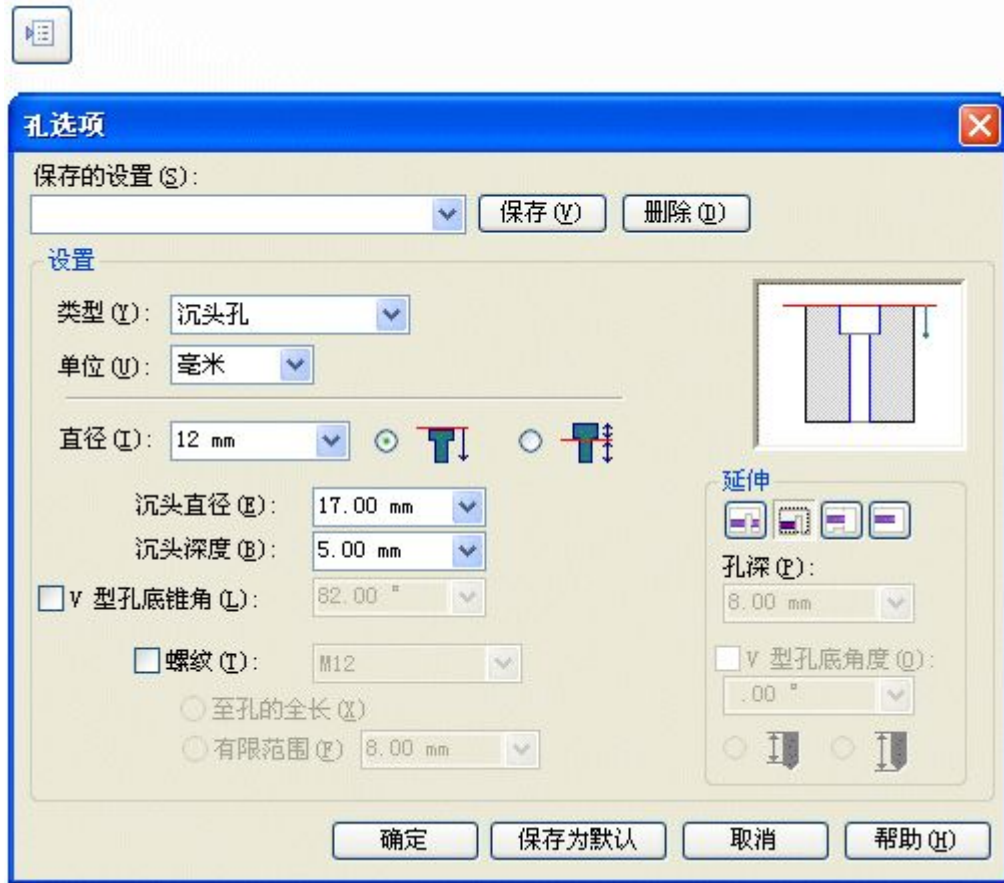 孔选项
保存的设置(S):
保存(V) 删除(D)
设置
类型(Y): 沉头孔
单位(U): 毫米
直径(I): 12 mm
沉头直径(E): 17.00 mm
沉头深度(B): 5.00 mm
V 型孔底锥角(L): 82.00 °
螺纹(T): M12
至孔的全长(X)
有限范围(F) 8.00 mm
延伸
孔深(P):
8.00 mm
V 型孔底角度(O):
.00 °
确定 保存为默认 取消 帮助(H)